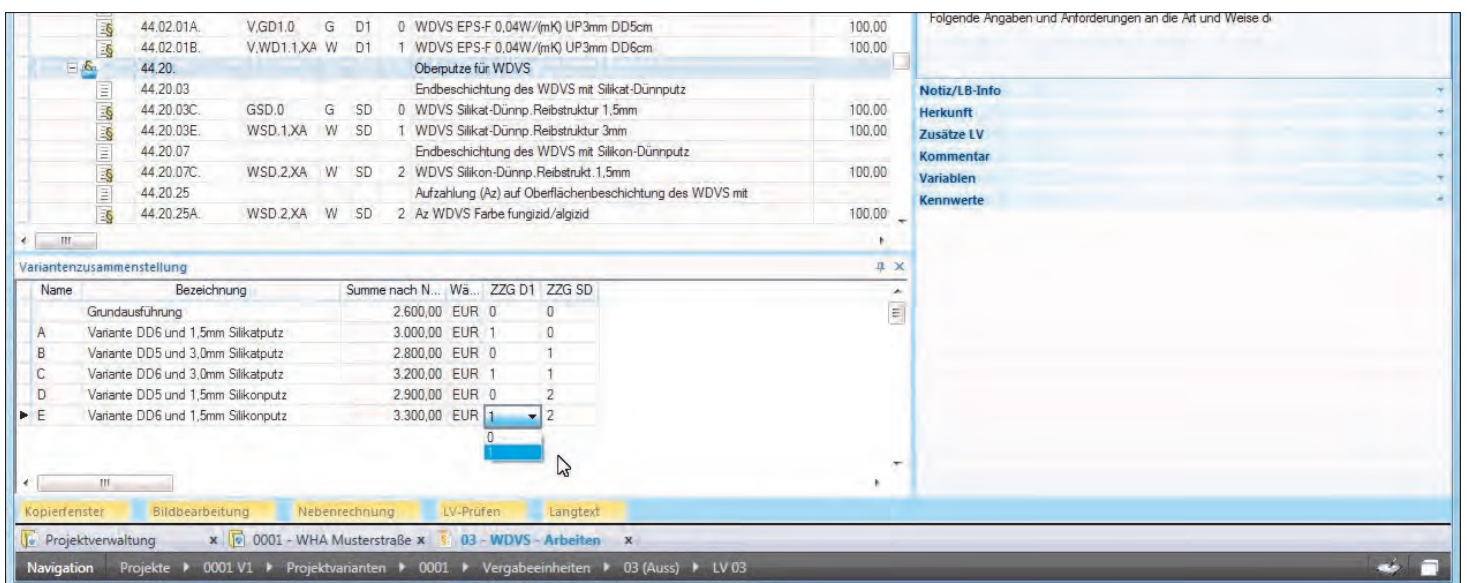 44.02.01A. V,GD1.0 G D1 0 WDVS EPS-F 0,04W/(mK) UP3mm DD5cm 100,00
44.02.01B. V,WD1.1,XA W D1 1 WDVS EPS-F 0,04W/(mK) UP3mm DD6cm 100,00
44.20. Oberputze für WDVS
44.20.03 Endbeschichtung des WDVS mit Silikat-Dünnputz
44.20.03C. GSD.0 G SD 0 WDVS Silikat-Dünnp.Reibstruktur 1,5mm 100,00
44.20.03E. WSD.1,XA W SD 1 WDVS Silikat-Dünnp.Reibstruktur 3mm 100,00
44.20.07 Endbeschichtung des WDVS mit Silikon-Dünnputz
44.20.07C. WSD.2,XA W SD 2 WDVS Silikon-Dünnp.Reibstrukt.1,5mm 100,00
44.20.25 Aufzahlung (Az) auf Oberflächenbeschichtung des WDVS mit
44.20.25A. WSD.2,XA W SD 2 Az WDVS Farbe fungizid/algizid 100,00
Folgende Angaben und Anforderungen an die Art und Weise d
Notiz/LB-Info
Herkunft
Zusätze LV
Kommentar
Variablen
Kennwerte
Variantenzusammenstellung
Name Bezeichnung Summe nach N... Wä... ZZG D1 ZZG SD
Grundausführung 2.600,00 EUR 0 0
A Variante DD6 und 1,5mm Silikatputz 3.000,00 EUR 1 0
B Variante DD5 und 3,0mm Silikatputz 2.800,00 EUR 0 1
C Variante DD6 und 3,0mm Silikatputz 3.200,00 EUR 1 1
D Variante DD5 und 1,5mm Silikonputz 2.900,00 EUR 0 2
E Variante DD6 und 1,5mm Silikonputz 3.300,00 EUR 1 2
0
1
Kopierfenster Bildbearbeitung Nebenrechnung LV-Prüfen Langtext
Projektverwaltung x 0001 - WHA Musterstraße x 03 - WDVS - Arbeiten x
Navigation Projekte 0001 V1 Projektvarianten 0001 Vergabeeinheiten 03 (Auss) LV 03